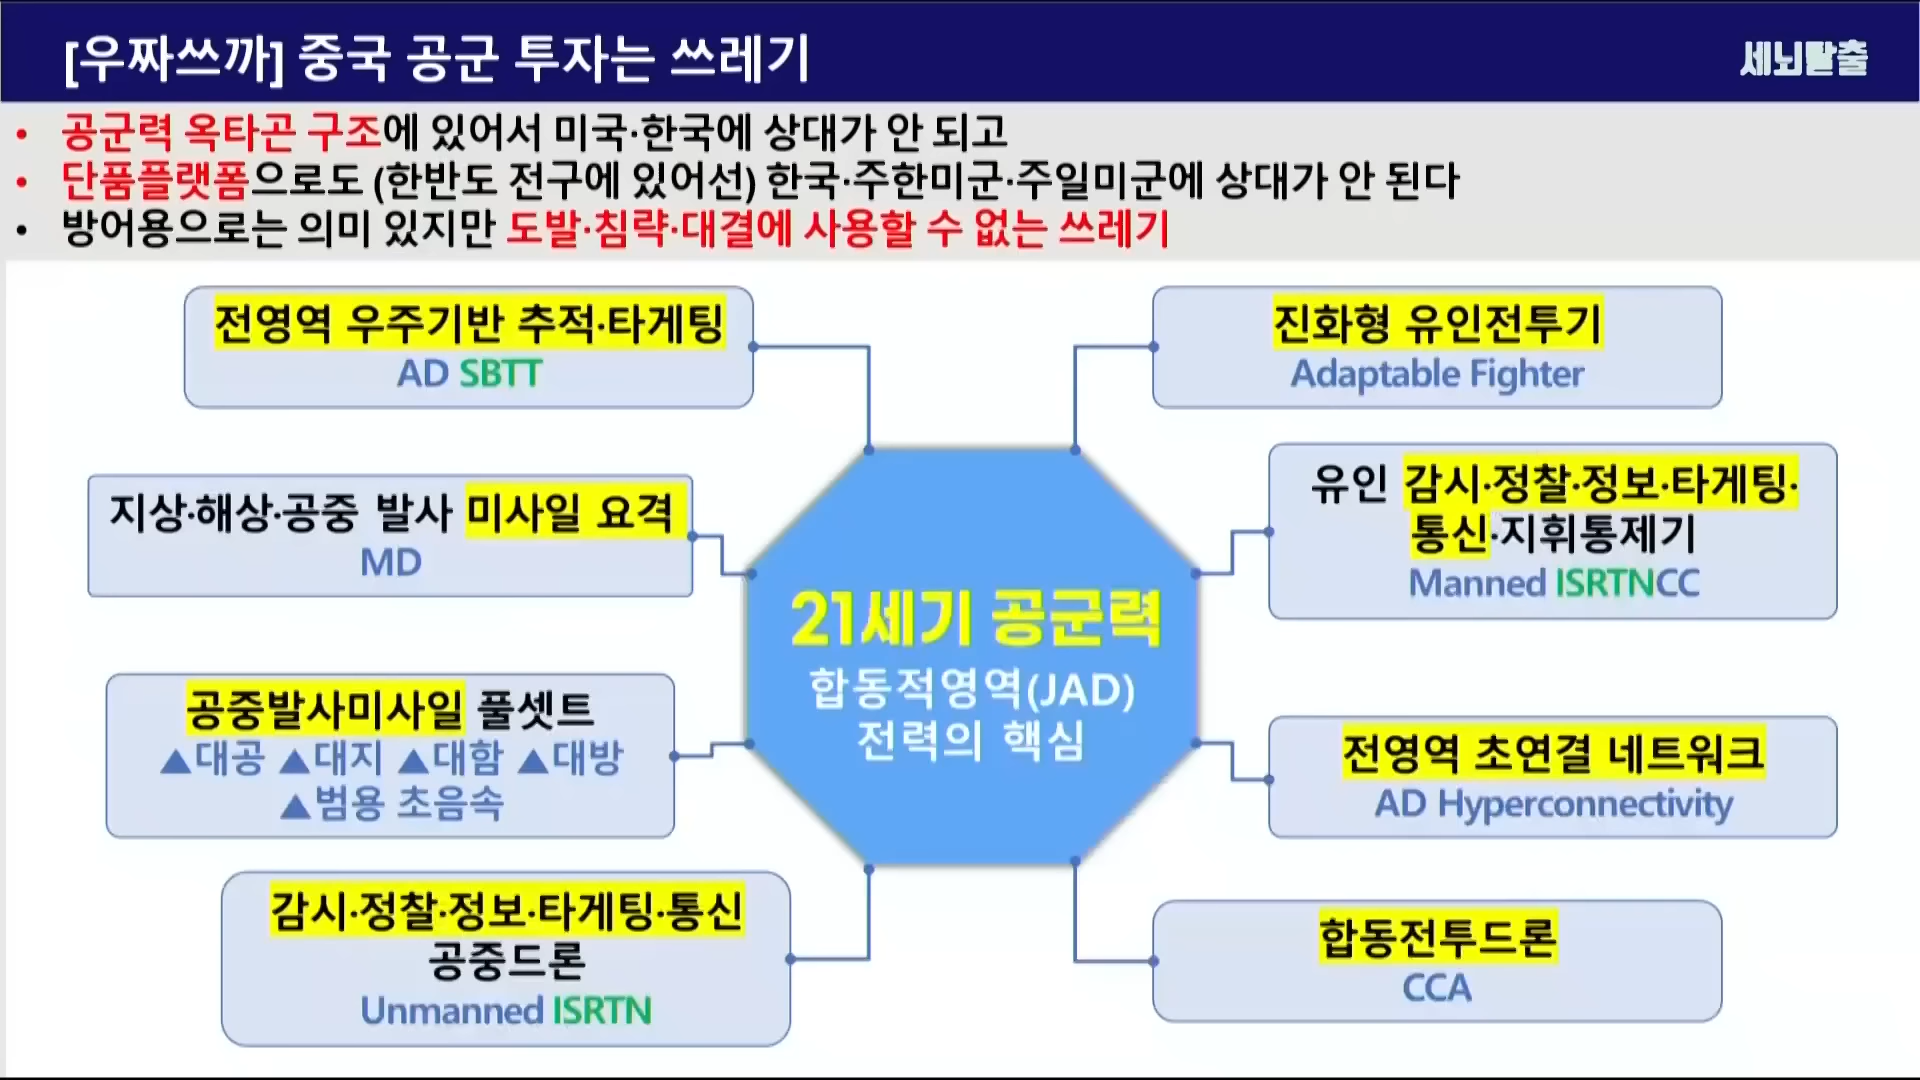 [우짜쓰까] 중국 공군 투자는 쓰레기
세뇌탈출
• 공군력 옥타곤 구조에 있어서 미국·한국에 상대가 안 되고
• 단품플랫폼으로도 (한반도 전구에 있어선) 한국·주한미군·주일미군에 상대가 안 된다
• 방어용으로는 의미 있지만 도발·침략·대결에 사용할 수 없는 쓰레기
전영역 우주기반 추적·타게팅
AD SBTT
지상·해상·공중 발사 미사일 요격
MD
공중발사미사일 풀셋트
▲대공 ▲대지 ▲대함 ▲대방
▲범용 초음속
감시·정찰·정보·타게팅·통신
공중드론
Unmanned ISRTN
21세기 공군력
합동적영역(JAD)
전력의 핵심
진화형 유인전투기
Adaptable Fighter
유인 감시·정찰·정보·타게팅·
통신·지휘통제기
Manned ISRTNCC
전영역 초연결 네트워크
AD Hyperconnectivity
합동전투드론
CCA